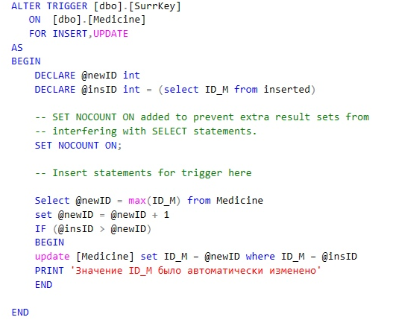 ALTER TRIGGER [dbo].[SurrKey]
ON [dbo].[Medicine]
FOR INSERT,UPDATE
AS
BEGIN
DECLARE @newID int
DECLARE @insID int = (select ID_M from inserted)
-- SET NOCOUNT ON added to prevent extra result sets from
-- interfering with SELECT statements.
SET NOCOUNT ON;
-- Insert statements for trigger here
Select @newID = max(ID_M) from Medicine
set @newID = @newID + 1
IF (@insID > @newID)
BEGIN
update [Medicine] set ID_M = @newID where ID_M = @insID
PRINT 'Значение ID_M было автоматически изменено'
END
END